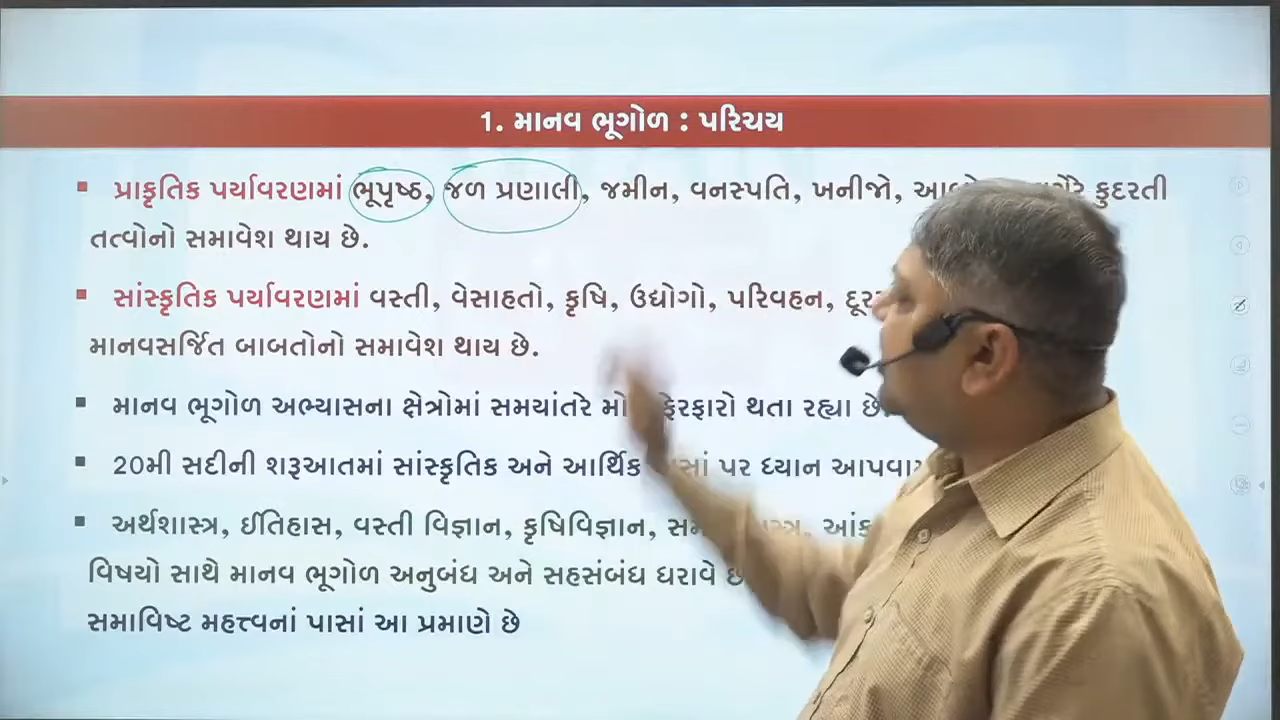 1. માનવ ભૂગોળ : પરિચય
પ્રાકૃતિક પર્યાવરણમાં ભૂપૃષ્ઠ, જળ પ્રણાલી, જમીન, વનસ્પતિ, ખનીજો, કુદરતી
તત્વોનો સમાવેશ થાય છે.
સાંસ્કૃતિક પર્યાવરણમાં વસ્તી, વેસાહતો, કૃષિ, ઉદ્યોગો, પરિવહન,
માનવસર્જિત બાબતોનો સમાવેશ થાય છે.
માનવ ભૂગોળ અભ્યાસના ક્ષેત્રોમાં સમયાંતરે ફેરફારો થતા રહ્યા છે.
20મી સદીની શરૂઆતમાં સાંસ્કૃતિક અને આર્થિક પર ધ્યાન
અર્થશાસ્ત્ર, ઈતિહાસ, વસ્તી વિજ્ઞાન, કૃષિવિજ્ઞાન,
વિષયો સાથે માનવ ભૂગોળ અનુબંધ અને સહસંબંધ ધરાવે
સમાવિષ્ટ મહત્ત્વનાં પાસાં આ પ્રમાણે છે